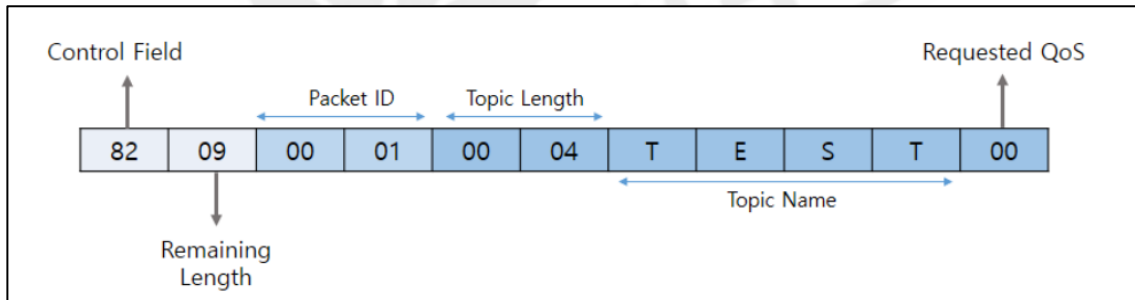 Control Field
Requested QoS
Packet ID
Topic Length
82 09 00 01 00 04 T E S T 00
Topic Name
Remaining
Length